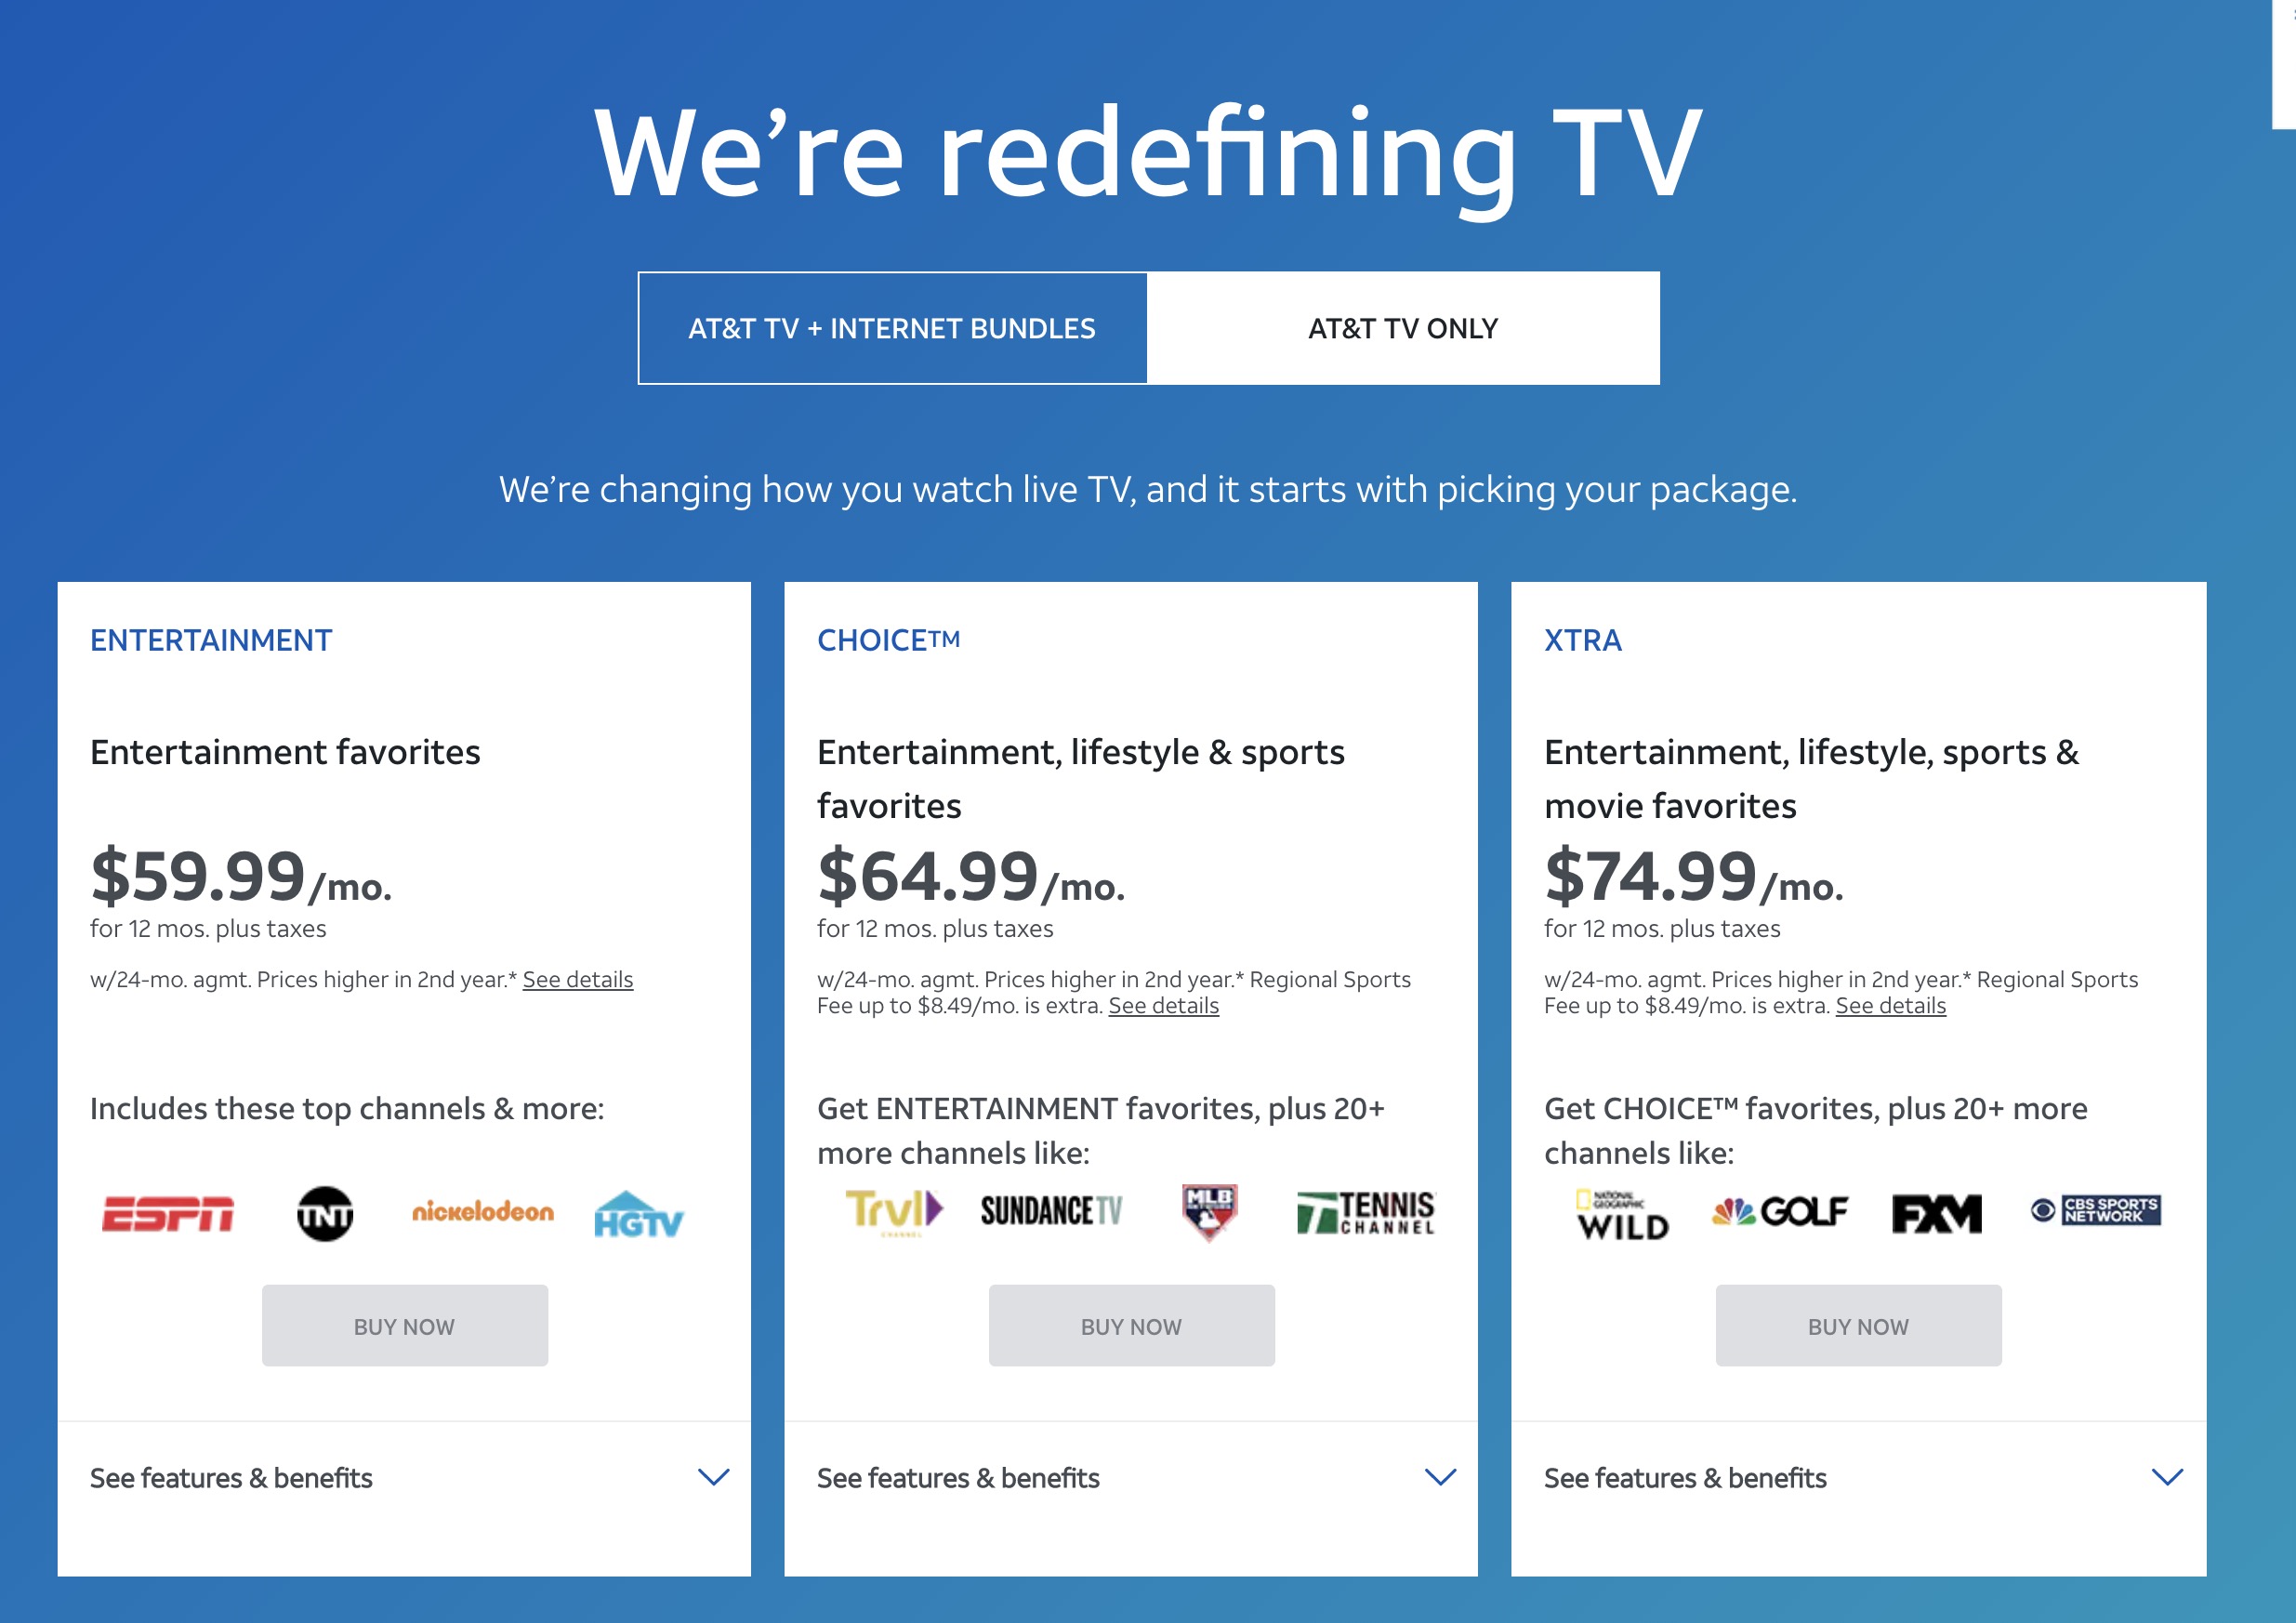 We’re redefining TV
AT&T TV + INTERNET BUNDLES
AT&T TV ONLY
We’re changing how you watch live TV, and it starts with picking your package.
ENTERTAINMENT
Entertainment favorites
$59.99/mo.
for 12 mos. plus taxes
w/24-mo. agmt. Prices higher in 2nd year.* See details
Includes these top channels & more:
ESPN
TNT
nickelodeon
HGTV
BUY NOW
See features & benefits
CHOICE™
Entertainment, lifestyle & sports
favorites
$64.99/mo.
for 12 mos. plus taxes
w/24-mo. agmt. Prices higher in 2nd year.* Regional Sports
Fee up to $8.49/mo. is extra. See details
Get ENTERTAINMENT favorites, plus 20+
more channels like:
Trvl
CHANNEL
SUNDANCE TV
MLB
NETWORK
TENNIS
CHANNEL
BUY NOW
See features & benefits
XTRA
Entertainment, lifestyle, sports &
movie favorites
$74.99/mo.
for 12 mos. plus taxes
w/24-mo. agmt. Prices higher in 2nd year.* Regional Sports
Fee up to $8.49/mo. is extra. See details
Get CHOICE™ favorites, plus 20+ more
channels like:
NATIONAL
GEOGRAPHIC
WILD
GOLF
FXM
CBS SPORTS
NETWORK
BUY NOW
See features & benefits